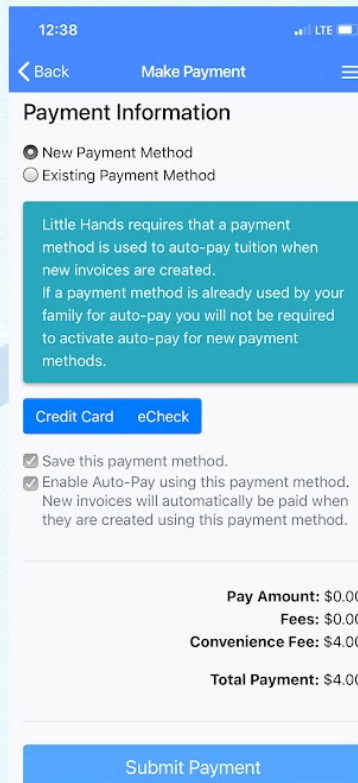 12:38
LTE
Back
Make Payment
Payment Information
New Payment Method
Existing Payment Method
Little Hands requires that a payment
method is used to auto-pay tuition when
new invoices are created.
If a payment method is already used by your
family for auto-pay you will not be required
to activate auto-pay for new payment
methods.
Credit Card eCheck
Save this payment method.
Enable Auto-Pay using this payment method.
New invoices will automatically be paid when
they are created using this payment method.
Pay Amount: $0.00
Fees: $0.00
Convenience Fee: $4.00
Total Payment: $4.00
Submit Payment